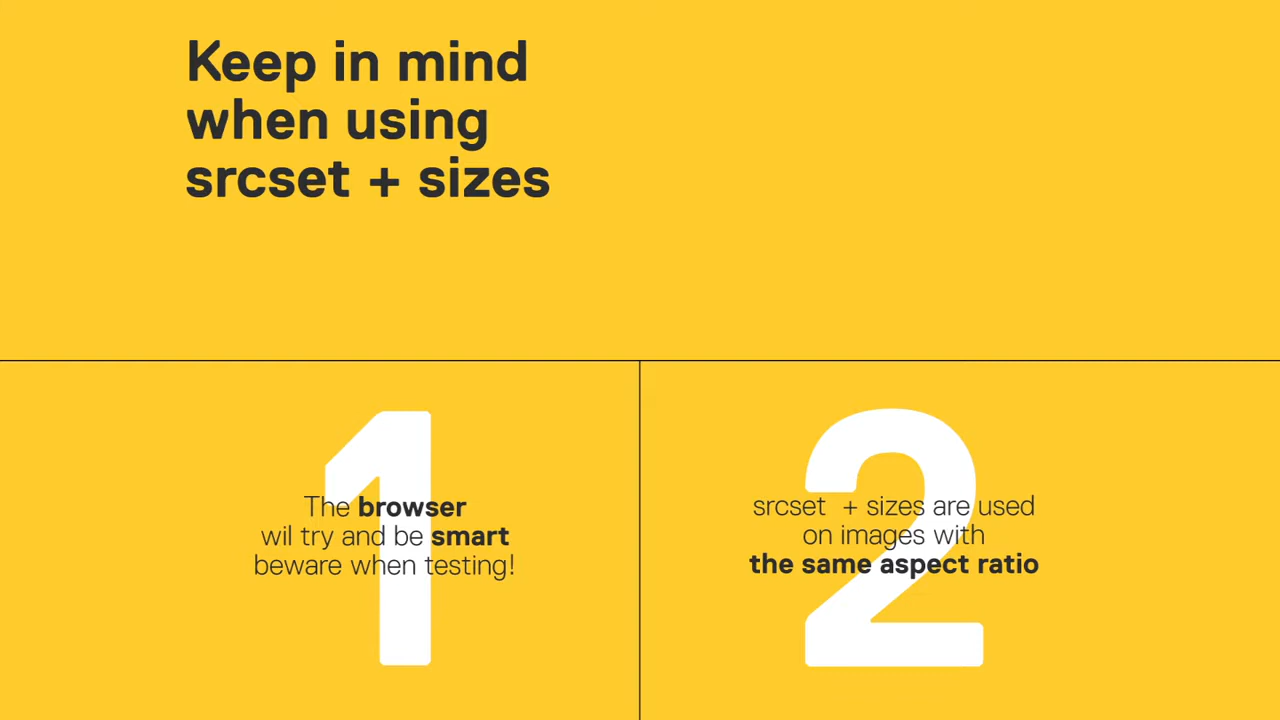 Keep in mind
when using
srcset + sizes
1
The browser
wil try and be smart
beware when testing!
2
srcset + sizes are used
on images with
the same aspect ratio